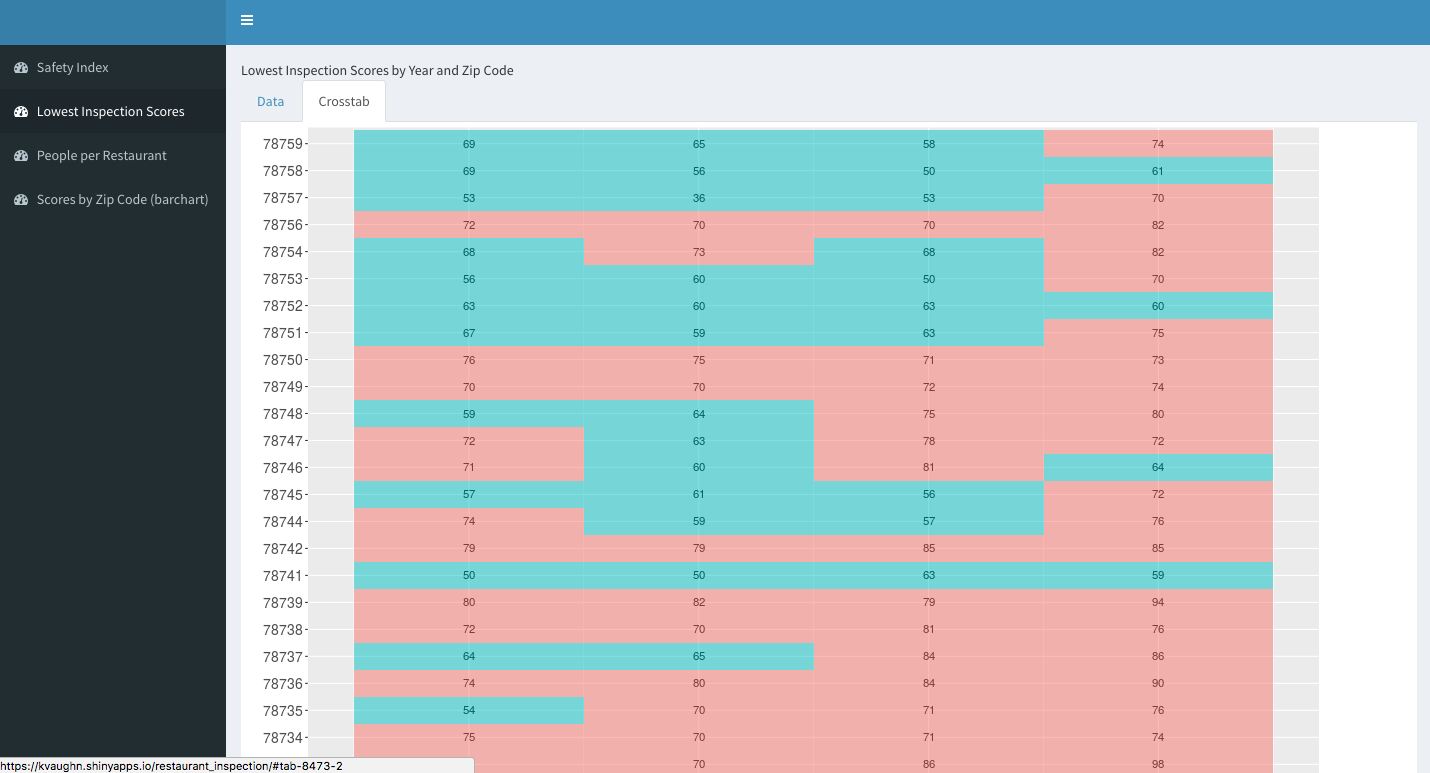 Safety Index
Lowest Inspection Scores
People per Restaurant
Scores by Zip Code (barchart)
Lowest Inspection Scores by Year and Zip Code
Data Crosstab
78759 69 65 58 74
78758 69 56 50 61
78757 53 36 53 70
78756 72 70 70 82
78754 68 73 68 82
78753 56 60 50 70
78752 63 60 63 60
78751 67 59 63 75
78750 76 75 71 73
78749 70 70 72 74
78748 59 64 75 80
78747 72 63 78 72
78746 71 60 81 64
78745 57 61 56 72
78744 74 59 57 76
78742 79 79 85 85
78741 50 50 63 59
78739 80 82 79 94
78738 72 70 81 76
78737 64 65 84 86
78736 74 80 84 90
78735 54 70 71 76
78734 75 70 71 74
70 86 98
https://kvaughn.shinyapps.io/restaurant_inspection/#tab-8473-2